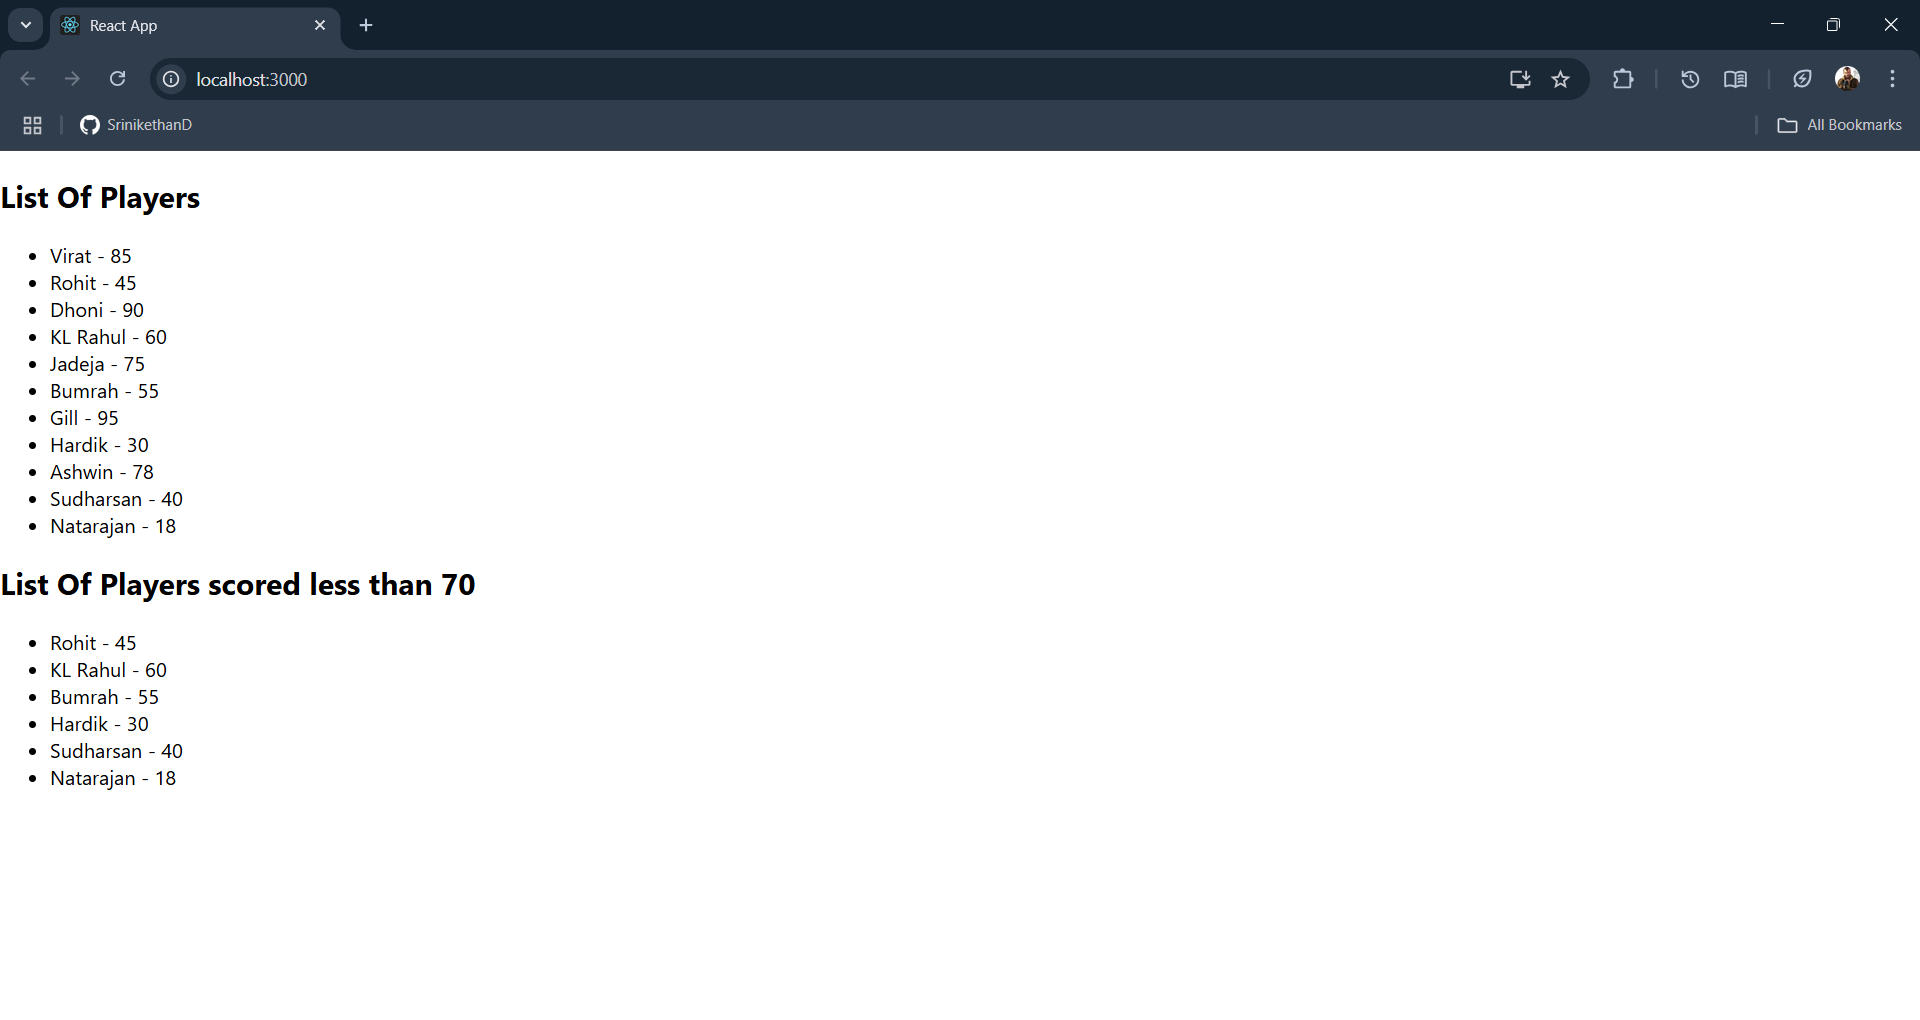 React App
localhost:3000
SrinikethanD
All Bookmarks
List Of Players
Virat - 85
Rohit - 45
Dhoni - 90
KL Rahul - 60
Jadeja - 75
Bumrah - 55
Gill - 95
Hardik - 30
Ashwin - 78
Sudharsan - 40
Natarajan - 18
List Of Players scored less than 70
Rohit - 45
KL Rahul - 60
Bumrah - 55
Hardik - 30
Sudharsan - 40
Natarajan - 18